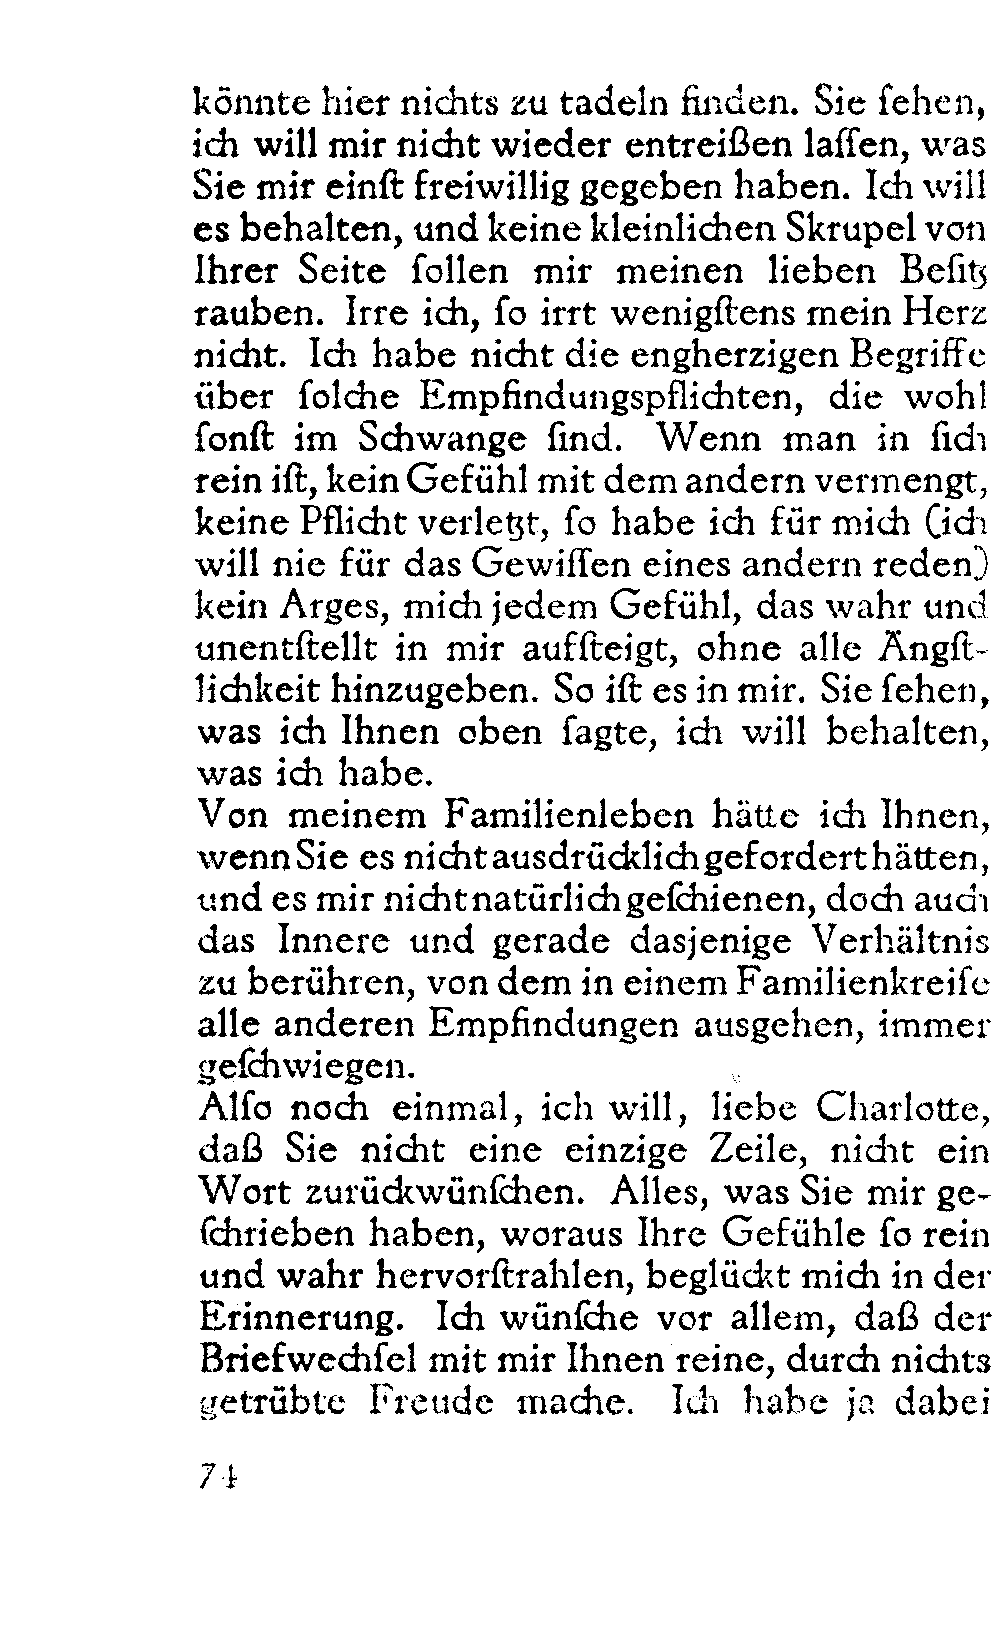 könnte hier nichts zu tadeln finden. Sie ſehen,
ich will mir nicht wieder entreißen laſſen, was
Sie mir einſt freiwillig gegeben haben. Ich will
es behalten, und keine kleinlichen Skrupel von
Ihrer Seite ſollen mir meinen lieben Beſitz
rauben. Irre ich, ſo irrt wenigſtens mein Herz
nicht. Ich habe nicht die engherzigen Begriffe
über ſolche Empfindungspflichten, die wohl
ſonſt im Schwange ſind. Wenn man in ſich
rein iſt, kein Gefühl mit dem andern vermengt,
keine Pflicht verletzt, ſo habe ich für mich (ich
will nie für das Gewiſſen eines andern reden)
kein Arges, mich jedem Gefühl, das wahr und
unentſtellt in mir aufſteigt, ohne alle Ängſt-
lichkeit hinzugeben. So iſt es in mir. Sie ſehen,
was ich Ihnen oben ſagte, ich will behalten,
was ich habe.
Von meinem Familienleben hätte ich Ihnen,
wenn Sie es nicht ausdrücklich gefordert hätten,
und es mir nicht natürlich geſchienen, doch auch
das Innere und gerade dasjenige Verhältnis
zu berühren, von dem in einem Familienkreiſe
alle anderen Empfindungen ausgehen, immer
geſchwiegen.
Alſo noch einmal, ich will, liebe Charlotte,
daß Sie nicht eine einzige Zeile, nicht ein
Wort zurückwünſchen. Alles, was Sie mir ge-
ſchrieben haben, woraus Ihre Gefühle ſo rein
und wahr hervorſtrahlen, beglückt mich in der
Erinnerung. Ich wünſche vor allem, daß der
Briefwechſel mit mir Ihnen reine, durch nichts
getrübte Freude mache. Ich habe ja dabei
74